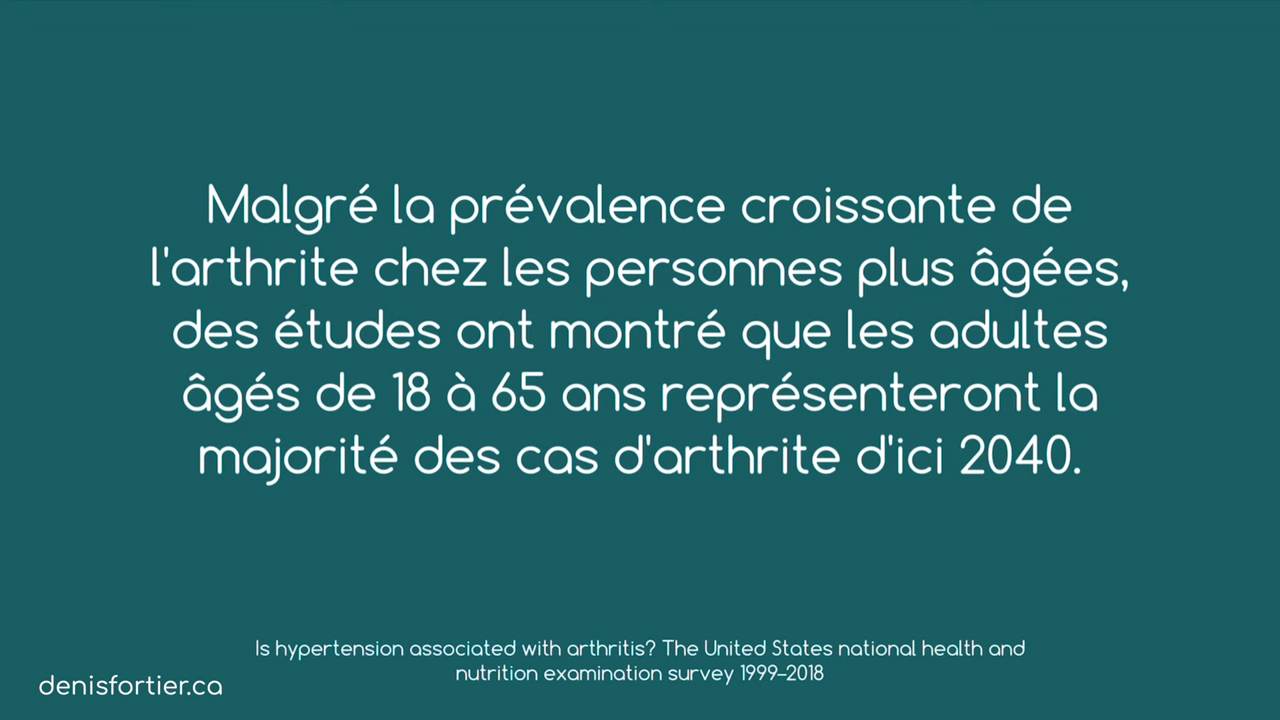 Malgré la prévalence croissante de
l'arthrite chez les personnes plus âgées,
des études ont montré que les adultes
âgés de 18 à 65 ans représenteront la
majorité des cas d'arthrite d'ici 2040.
Is hypertension associated with arthritis? The United States national health and
nutrition examination survey 1999–2018
denisfortier.ca